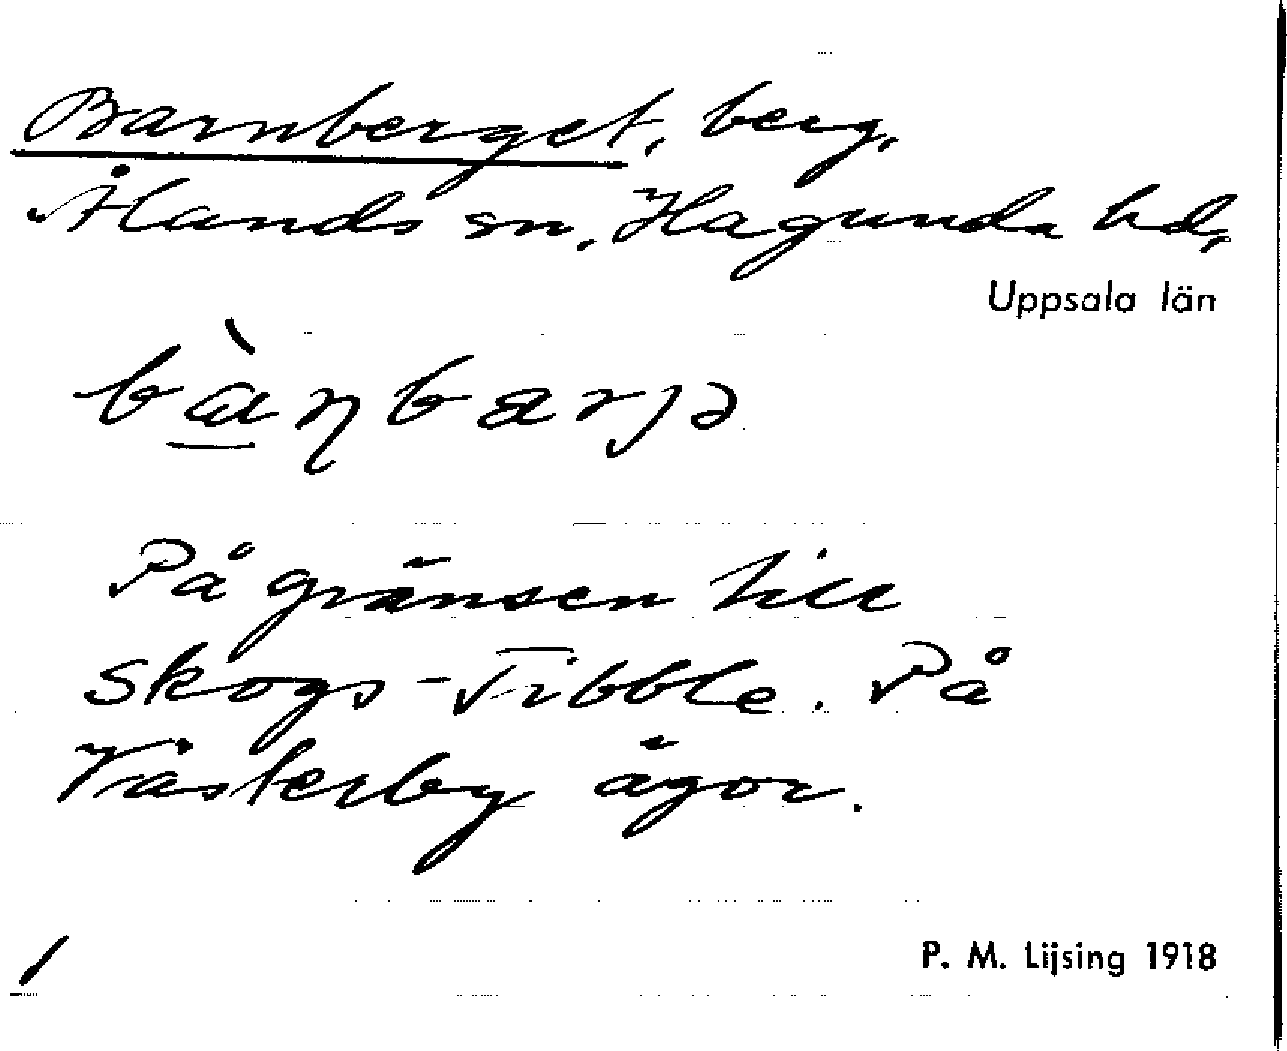 Barnberget, berg,
Ålands sn, Hagunda hd,
Uppsala län
bàŋbarjə
På gränsen till
Skogs-Tibble. På
Västerby ägor.
P. M. Lijsing 1918